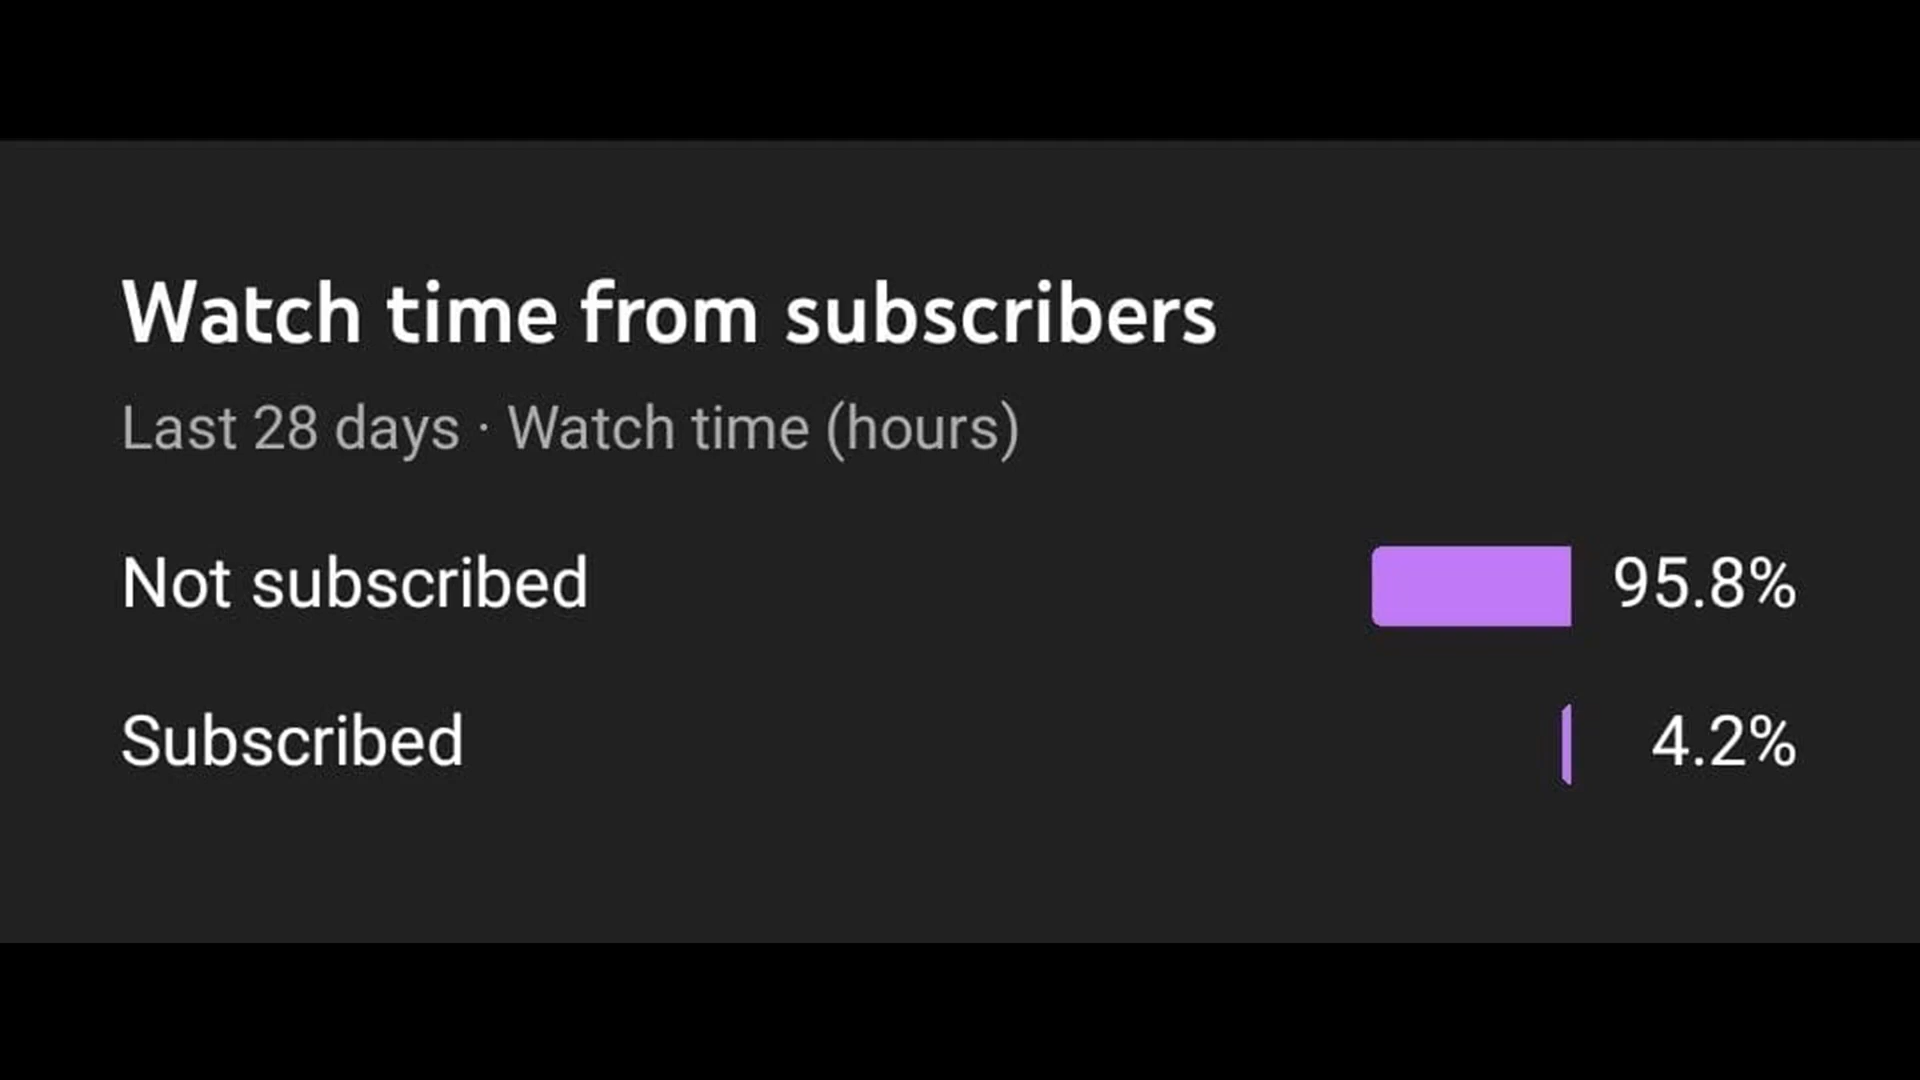 Watch time from subscribers
Last 28 days · Watch time (hours)
Not subscribed 95.8%
Subscribed 4.2%